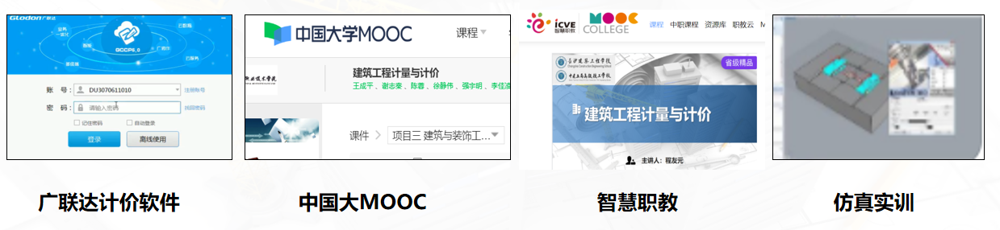 Glodon广联达
GCCP6.0
账 号:
DU3070611010
注册账号
密 码:
请输入密码
找回密码
记住密码
自动登录
登录
离线使用
中国大学MOOC
课程
建筑工程计量与计价
王成平、谢志秦、陈蓉、徐静伟、强宇明、李佳凌
课件
项目三 建筑与装饰工...
icve
智慧职教
MOOC
COLLEGE
课程
中职课程
资源库
职教云
M
省级精品
建筑工程计量与计价
主讲人:程友元
广联达计价软件
中国大MOOC
智慧职教
仿真实训